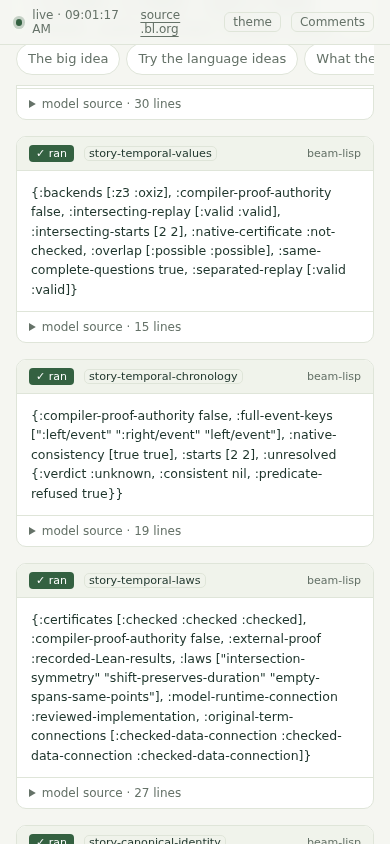 live · 09:01:17 AM
source .bl.org
theme
Comments
The big idea
Try the language ideas
What the
▶ model source · 30 lines
✓ ran story-temporal-values beam-lisp
{:backends [:z3 :oxiz], :compiler-proof-authority
false, :intersecting-replay [:valid :valid],
:intersecting-starts [2 2], :native-certificate :not-
checked, :overlap [:possible :possible], :same-
complete-questions true, :separated-replay [:valid
:valid]}
▶ model source · 15 lines
✓ ran story-temporal-chronology beam-lisp
{:compiler-proof-authority false, :full-event-keys
[":left/event" ":right/event" "left/event"], :native-
consistency [true true], :starts [2 2], :unresolved
{:verdict :unknown, :consistent nil, :predicate-
refused true}}
▶ model source · 19 lines
✓ ran story-temporal-laws beam-lisp
{:certificates [:checked :checked :checked],
:compiler-proof-authority false, :external-proof
:recorded-Lean-results, :laws ["intersection-
symmetry" "shift-preserves-duration" "empty-
spans-same-points"], :model-runtime-connection
:reviewed-implementation, :original-term-
connections [:checked-data-connection :checked-
data-connection :checked-data-connection]}
▶ model source · 27 lines
✓ ran story-canonical-identity beam-lisp